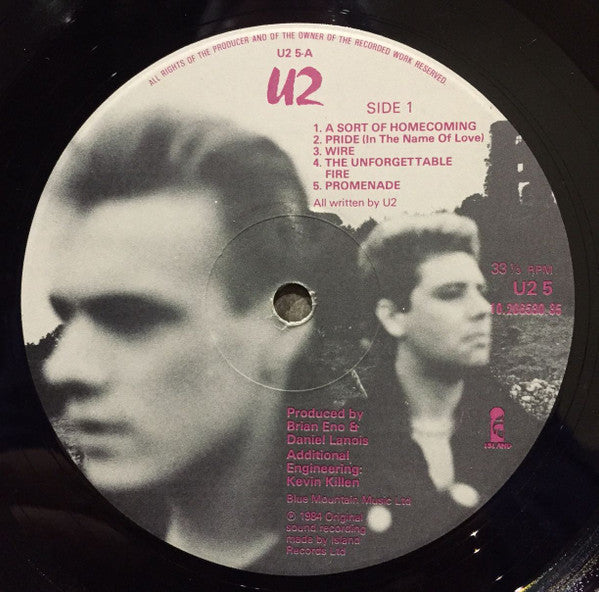 ALL RIGHTS OF THE PRODUCER AND OF THE OWNER OF THE RECORDED WORK RESERVED.
U2 5-A
U2
SIDE 1
1. A SORT OF HOMECOMING
2. PRIDE (In The Name Of Love)
3. WIRE
4. THE UNFORGETTABLE
FIRE
5. PROMENADE
All written by U2
33⅓ RPM
U2 5
Produced by
Brian Eno &
Daniel Lanois
Additional
Engineering:
Kevin Killen
Blue Mountain Music Ltd
© 1984 Original
sound recording
made by Island
Records Ltd
ISLAND